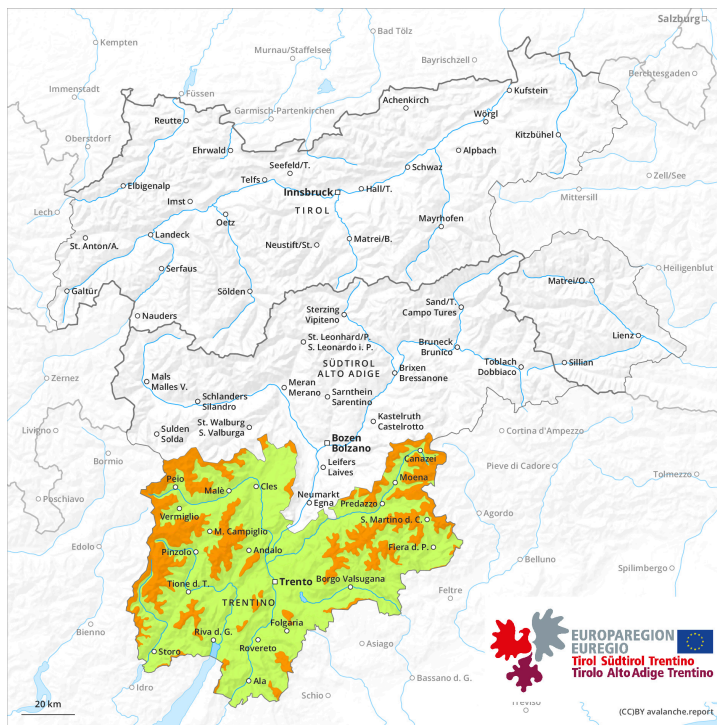 Salzburg
Kempten
Bad Tölz
Murnau/Staffelsee
Bayrischzell
Berchtesgaden
Immenstadt
Füssen
Garmisch-Partenkirchen
Achenkirch
Kufstein
Reutte
Wörgl
Oberstdorf
Ehrwald
Kitzbühel
Alpbach
Seefeld/T.
Schwaz
Zell/See
Telfs
Elbigenalp
Innsbruck
Hall/T.
Mittersill
Imst
TIROL
Lech
Oetz
Mayrhofen
St. Anton/A.
Landeck
Neustift/St.
Matrei/B.
Serfaus
Heiligenblut
Galtür
Sölden
Matrei/O.
Nauders
Sterzing
Vipiteno
Sand/T.
Campo Tures
Lienz
St. Leonhard/P.
S. Leonardo i. P.
Bruneck
Brunico
Toblach
Dobbiaco
Sillian
SÜDTIROL
ALTO ADIGE
Brixen
Bressanone
Zernez
Mals
Malles V.
Meran
Merano
Sarnthein
Sarentino
Schlanders
Silandro
St. Walburg
S. Valburga
Kastelruth
Castelrotto
Livigno
Sulden
Solda
Bozen
Bolzano
Cortina d'Ampezzo
Bormio
Canazei
Pieve di Cadore
Leifers
Laives
Moena
Tolmezzo
Poschiavo
Peio
Malè
Cles
Neumarkt
Egna
Predazzo
Vermiglio
S. Martino d. C.
Agordo
M. Campiglio
Edolo
Pinzolo
Andalo
Fiera d. P.
Belluno
Spilimbergo
Tione d. T.
Trento
Borgo Valsugana
Feltre
TRENTINO
Folgaria
Bienno
Riva d. G.
Rovereto
Asiago
Storo
Ala
Bassano d. G.
Idro
Schio
Treviso
EUROPAREGION
EUREGIO
Tirol Südtirol Trentino
Tirolo Alto Adige Trentino
20 km
(CC)BY avalanche.report